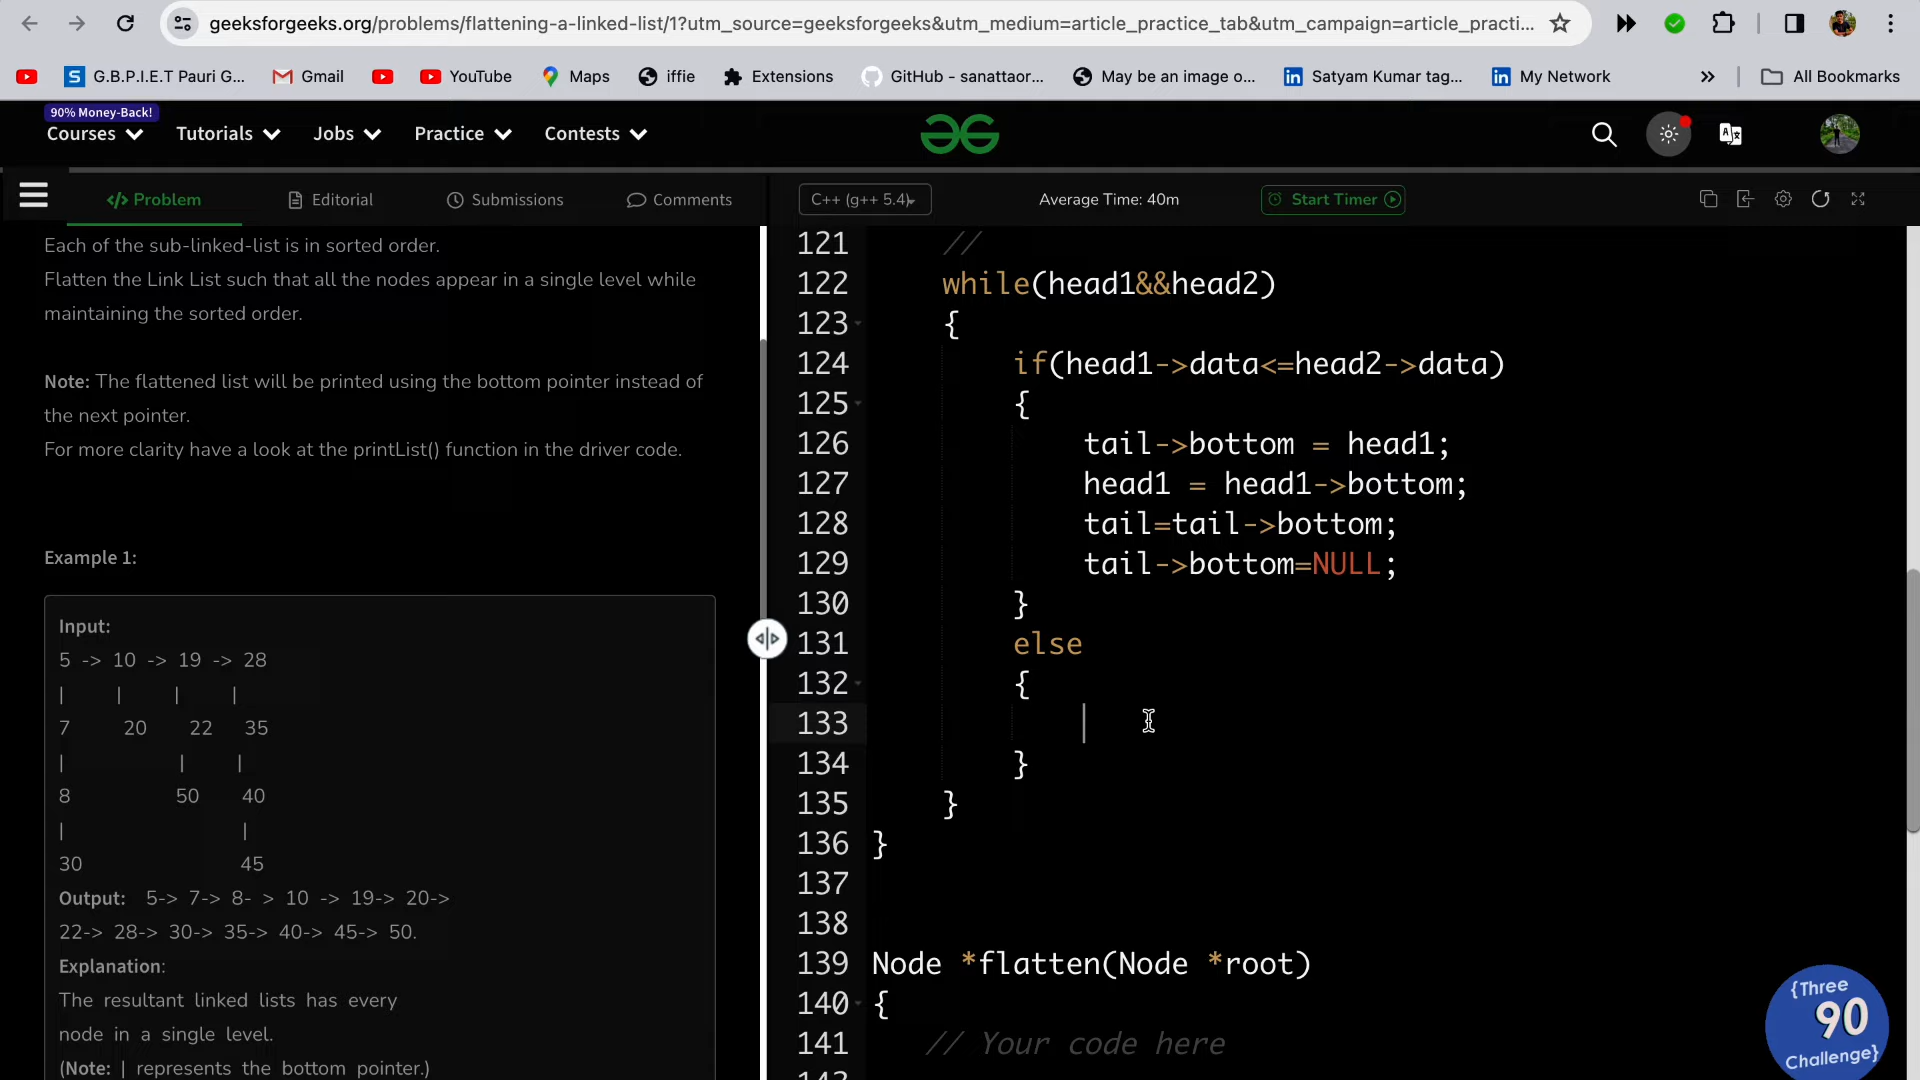 geeksforgeeks.org/problems/flattening-a-linked-list/1?utm_source=geeksforgeeks&utm_medium=article_practice_tab&utm_campaign=article_practi...
G.B.P.I.E.T Pauri G... Gmail YouTube Maps iffie Extensions GitHub - sanattaor... May be an image o... Satyam Kumar tag... My Network » All Bookmarks
90% Money-Back!
Courses Tutorials Jobs Practice Contests
</> Problem Editorial Submissions Comments
C++ (g++ 5.4) Average Time: 40m Start Timer
Each of the sub-linked-list is in sorted order.
Flatten the Link List such that all the nodes appear in a single level while
maintaining the sorted order.
Note: The flattened list will be printed using the bottom pointer instead of
the next pointer.
For more clarity have a look at the printList() function in the driver code.
Example 1:
Input:
5 -> 10 -> 19 -> 28
| | | |
7 20 22 35
| | |
8 50 40
| |
30 45
Output: 5-> 7-> 8- > 10 -> 19-> 20->
22-> 28-> 30-> 35-> 40-> 45-> 50.
Explanation:
The resultant linked lists has every
node in a single level.
(Note: | represents the bottom pointer.)
121 //
122 while(head1&&head2)
123 {
124 if(head1->data<=head2->data)
125 {
126 tail->bottom = head1;
127 head1 = head1->bottom;
128 tail=tail->bottom;
129 tail->bottom=NULL;
130 }
131 else
132 {
133
134 }
135 }
136 }
137
138
139 Node *flatten(Node *root)
140 {
141 // Your code here
{Three
90
Challenge}